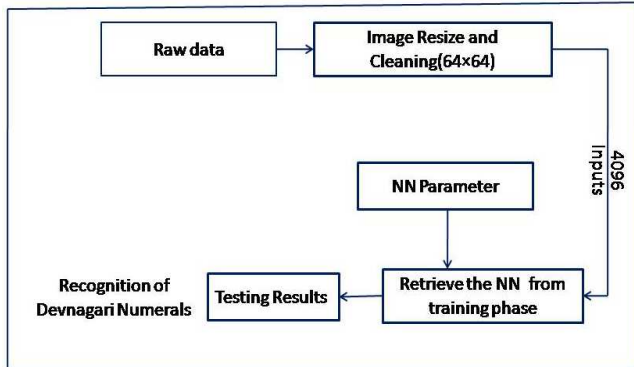 Raw data
Image Resize and
Cleaning(64×64)
4096
Inputs
NN Parameter
Retrieve the NN from
training phase
Testing Results
Recognition of
Devnagari Numerals